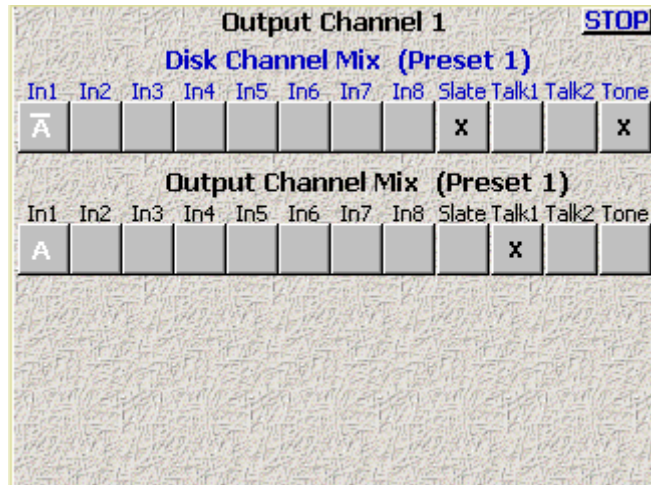 Output Channel 1 STOP
Disk Channel Mix (Preset 1)
In1 In2 In3 In4 In5 In6 In7 In8 Slate Talk1 Talk2 Tone
A̅ X X
Output Channel Mix (Preset 1)
In1 In2 In3 In4 In5 In6 In7 In8 Slate Talk1 Talk2 Tone
A X